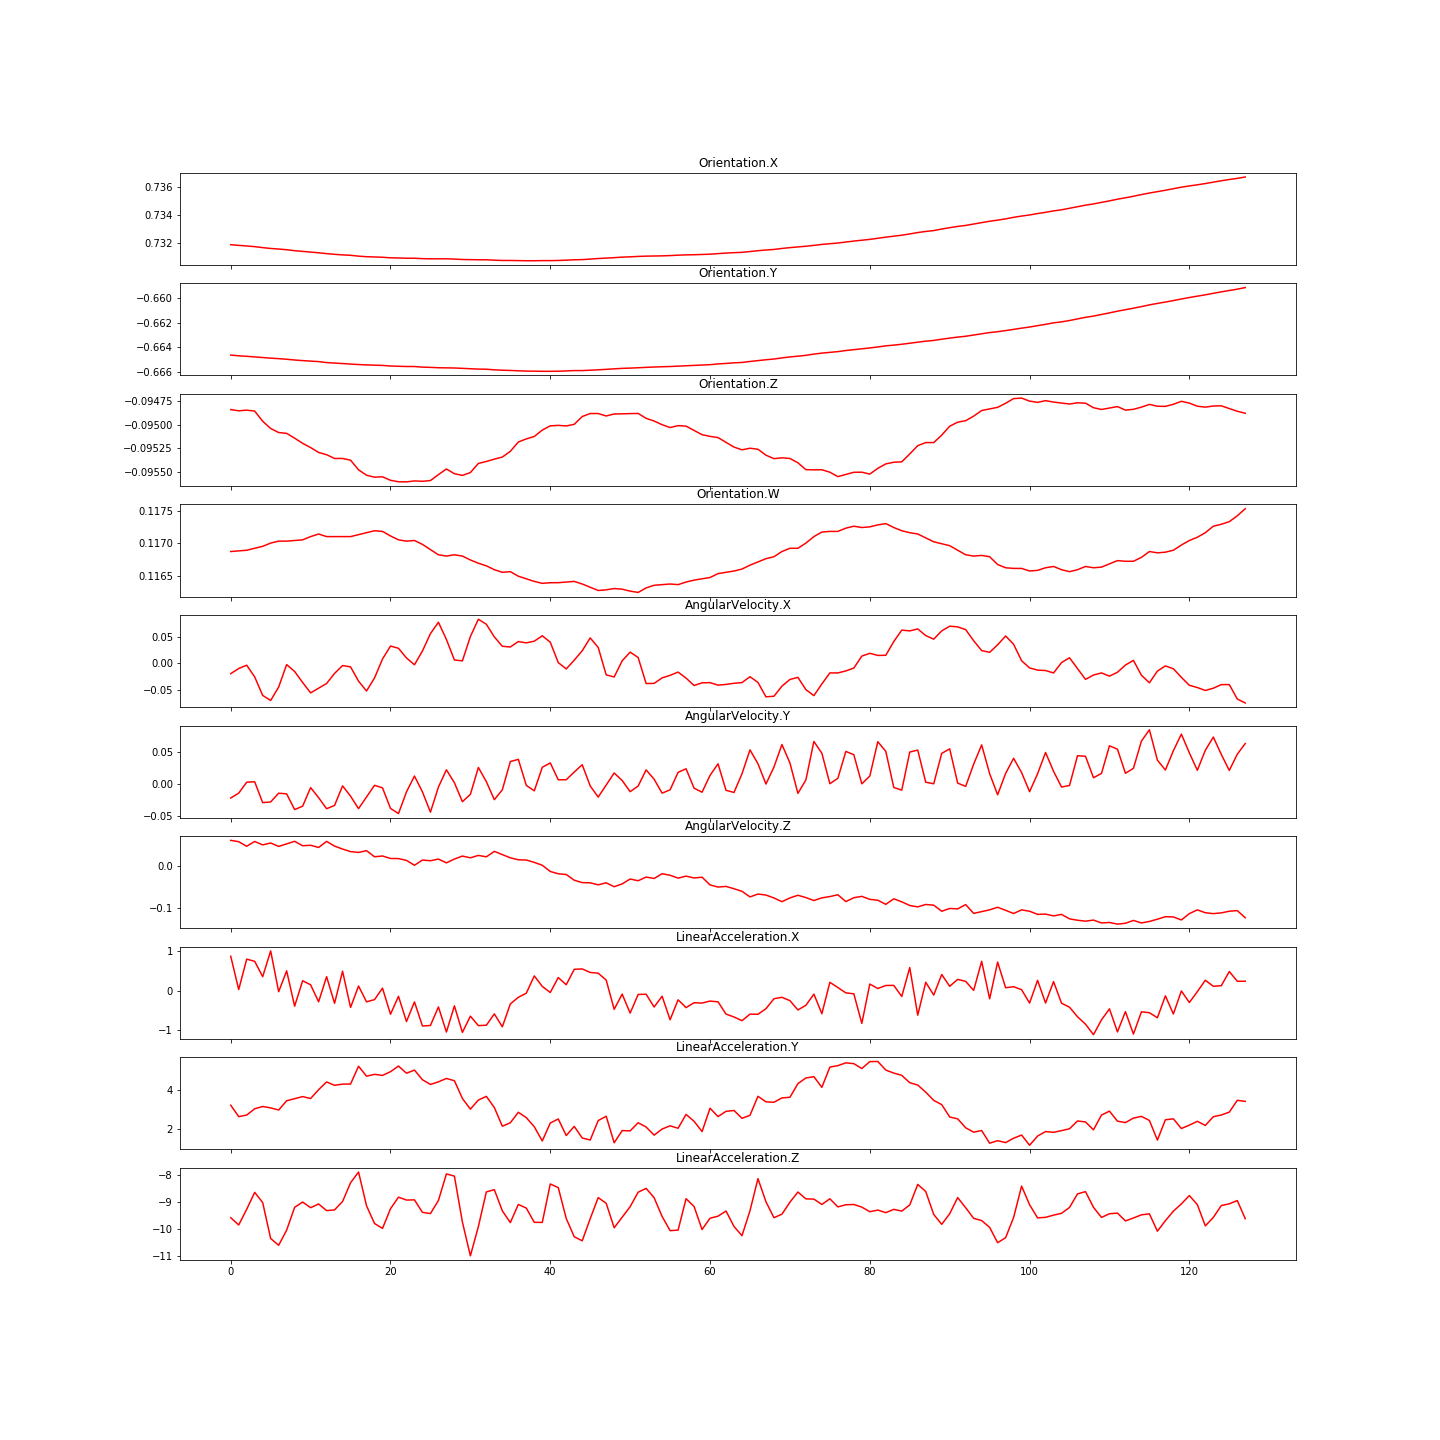 Orientation.X
0.736
0.734
0.732
Orientation.Y
−0.660
−0.662
−0.664
−0.666
Orientation.Z
−0.09475
−0.09500
−0.09525
−0.09550
Orientation.W
0.1175
0.1170
0.1165
AngularVelocity.X
0.05
0.00
−0.05
AngularVelocity.Y
0.05
0.00
−0.05
AngularVelocity.Z
0.0
−0.1
LinearAcceleration.X
1
0
−1
LinearAcceleration.Y
4
2
LinearAcceleration.Z
−8
−9
−10
−11
0 20 40 60 80 100 120